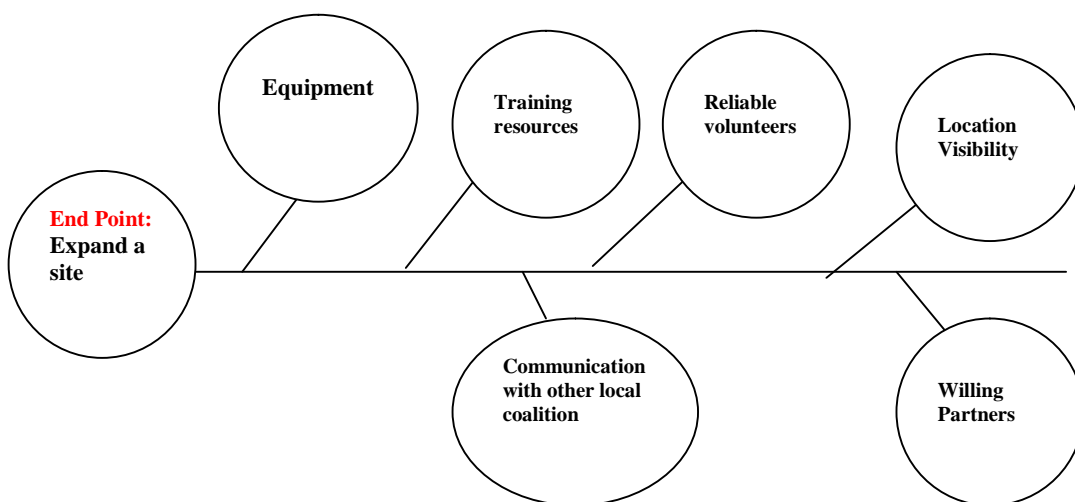 Equipment
Training
resources
Reliable
volunteers
Location
Visibility
End Point:
Expand a
site
Communication
with other local
coalition
Willing
Partners